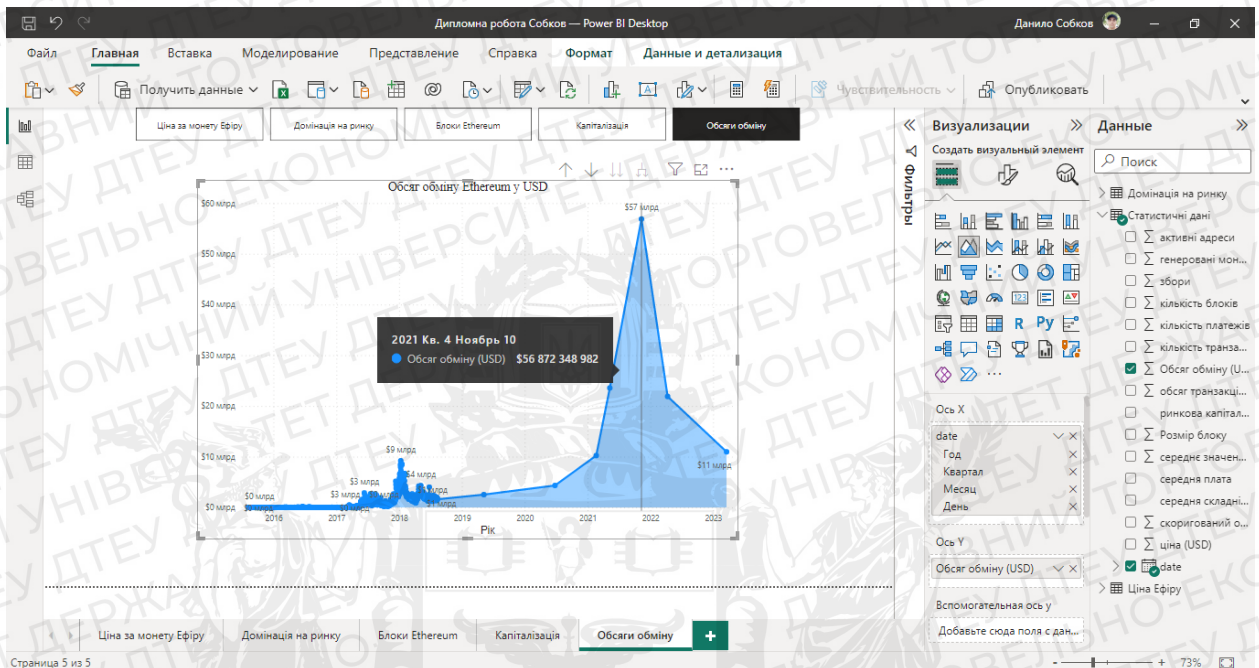 Дипломна робота Собков — Power BI Desktop
Данило Собков
Файл Главная Вставка Моделирование Представление Справка Формат Данные и детализация
Получить данные
Чувствительность
Опубликовать
Ціна за монету Ефіру Домінація на ринку Блоки Ethereum Капіталізація Обсяги обміну
Обсяг обміну Ethereum у USD
$60 млрд
$57 млрд
$50 млрд
$40 млрд
2021 Кв. 4 Ноябрь 10
Обсяг обміну (USD) $56 872 348 982
$30 млрд
$20 млрд
$10 млрд
$9 млрд
$4 млрд
$11 млрд
$3 млрд
$3 млрд
$0 млрд
$0 млрд
2016 2017 2018 2019 2020 2021 2022 2023
Рік
Фильтры
Визуализации
Создать визуальный элемент
123
R Py
Ось X
date
Год
Квартал
Месяц
День
Ось Y
Обсяг обміну (USD)
Вспомогательная ось y
Добавьте сюда поля с дан...
Данные
Поиск
Домінація на ринку
Статистичні дані
активні адреси
генеровані мон...
збори
кількість блоків
кількість платежів
кількість транза...
Обсяг обміну (U...
обсяг транзакці...
ринкова капітал...
Розмір блоку
середнє значен...
середня плата
середня складні...
скоригований о...
ціна (USD)
date
Ціна Ефіру
Ціна за монету Ефіру Домінація на ринку Блоки Ethereum Капіталізація Обсяги обміну +
Страница 5 из 5
- + 73%